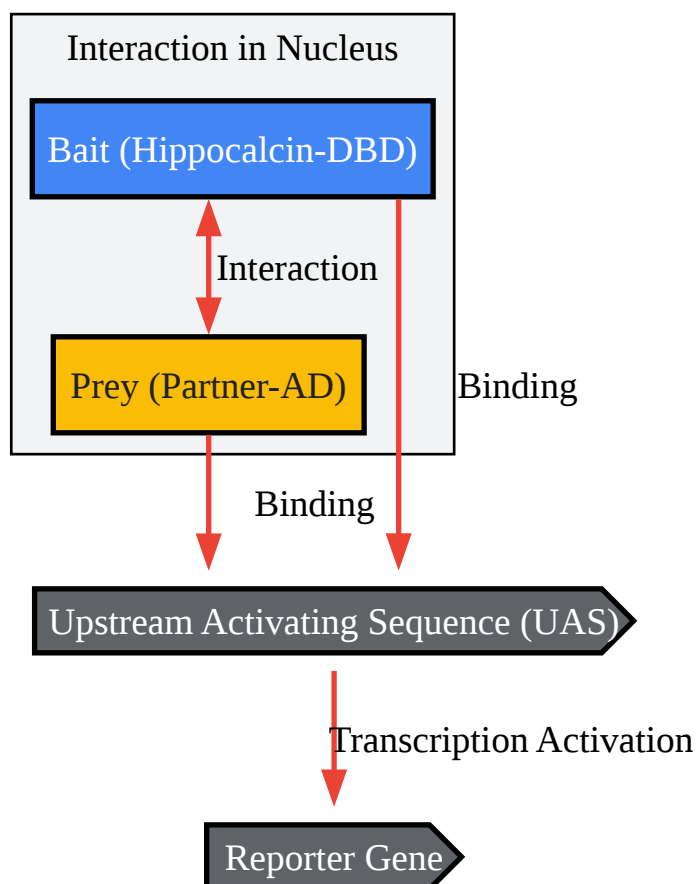 Interaction in Nucleus
Bait (Hippocalcin-DBD)
Interaction
Prey (Partner-AD)
Binding
Binding
Upstream Activating Sequence (UAS)
Transcription Activation
Reporter Gene